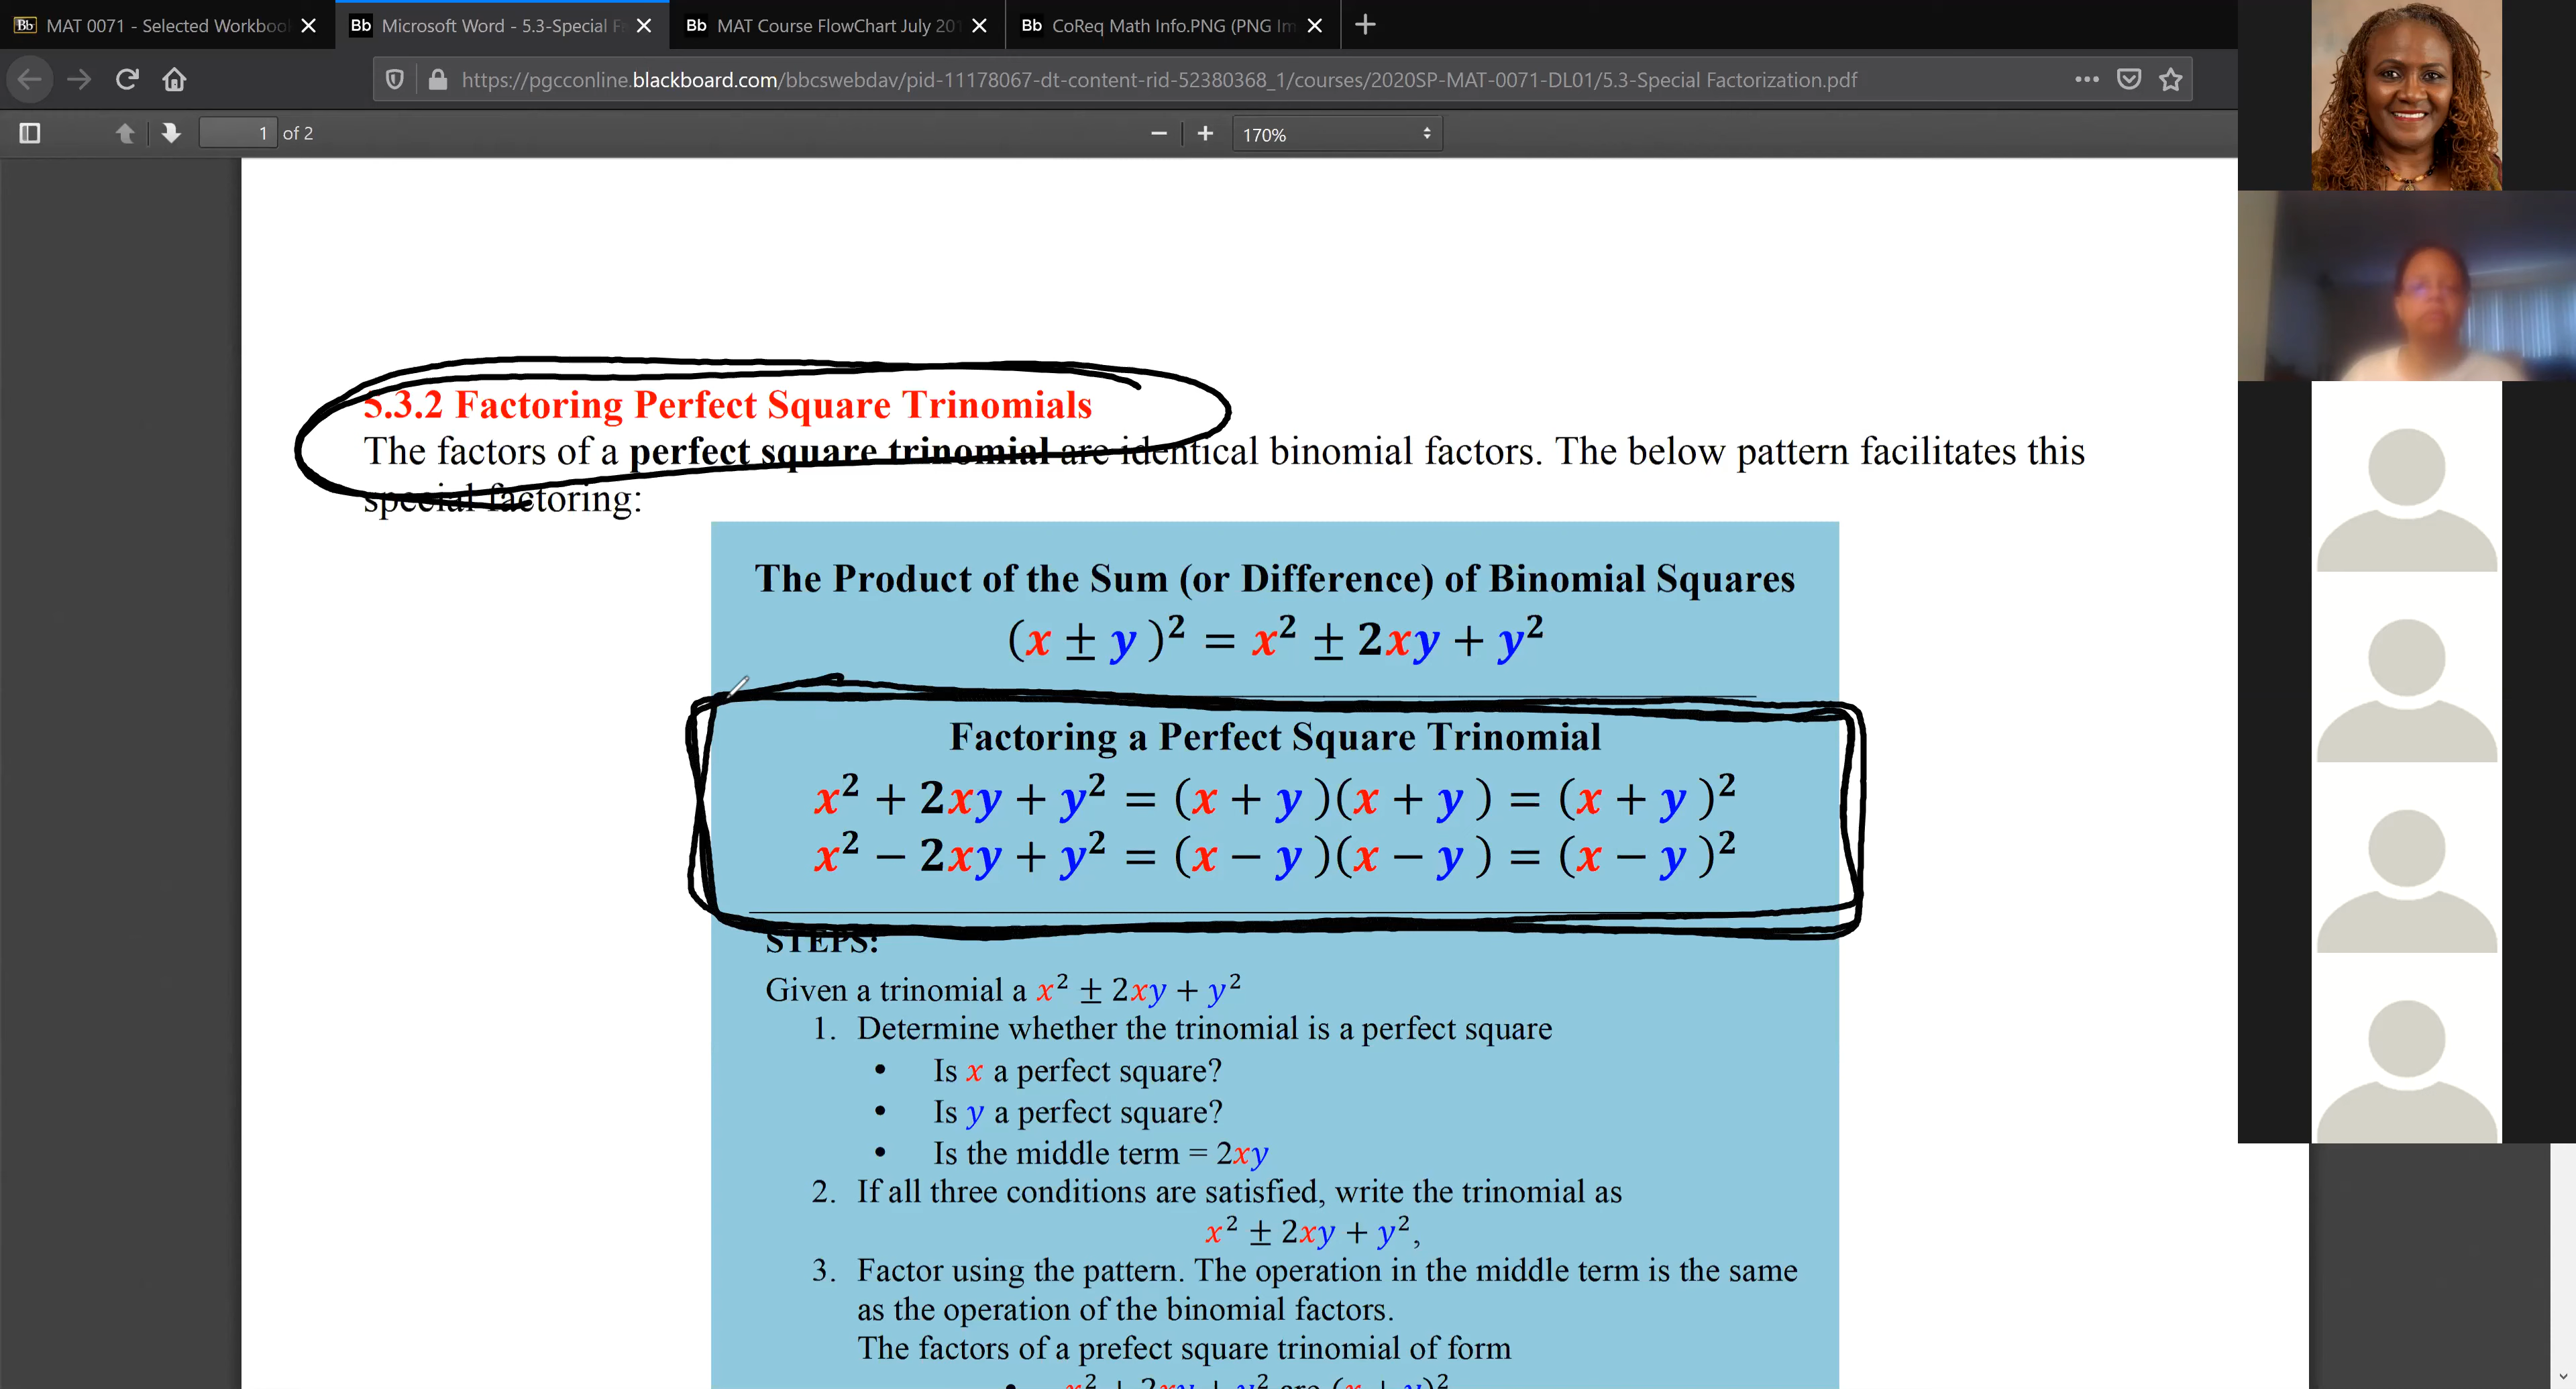 MAT 0071 - Selected Workbook
Microsoft Word - 5.3-Special Fa
MAT Course FlowChart July 201
CoReq Math Info.PNG (PNG Im
https://pgcconline.blackboard.com/bbcswebdav/pid-11178067-dt-content-rid-52380368_1/courses/2020SP-MAT-0071-DL01/5.3-Special Factorization.pdf
1 of 2
170%
5.3.2 Factoring Perfect Square Trinomials
The factors of a perfect square trinomial are identical binomial factors. The below pattern facilitates this
special factoring:
The Product of the Sum (or Difference) of Binomial Squares
(x ± y)² = x² ± 2xy + y²
Factoring a Perfect Square Trinomial
x² + 2xy + y² = (x + y)(x + y) = (x + y)²
x² − 2xy + y² = (x − y)(x − y) = (x − y)²
STEPS:
Given a trinomial a x² ± 2xy + y²
1. Determine whether the trinomial is a perfect square
• Is x a perfect square?
• Is y a perfect square?
• Is the middle term = 2xy
2. If all three conditions are satisfied, write the trinomial as
x² ± 2xy + y²,
3. Factor using the pattern. The operation in the middle term is the same
as the operation of the binomial factors.
The factors of a prefect square trinomial of form
• x² + 2xy + y² are (x + y)²